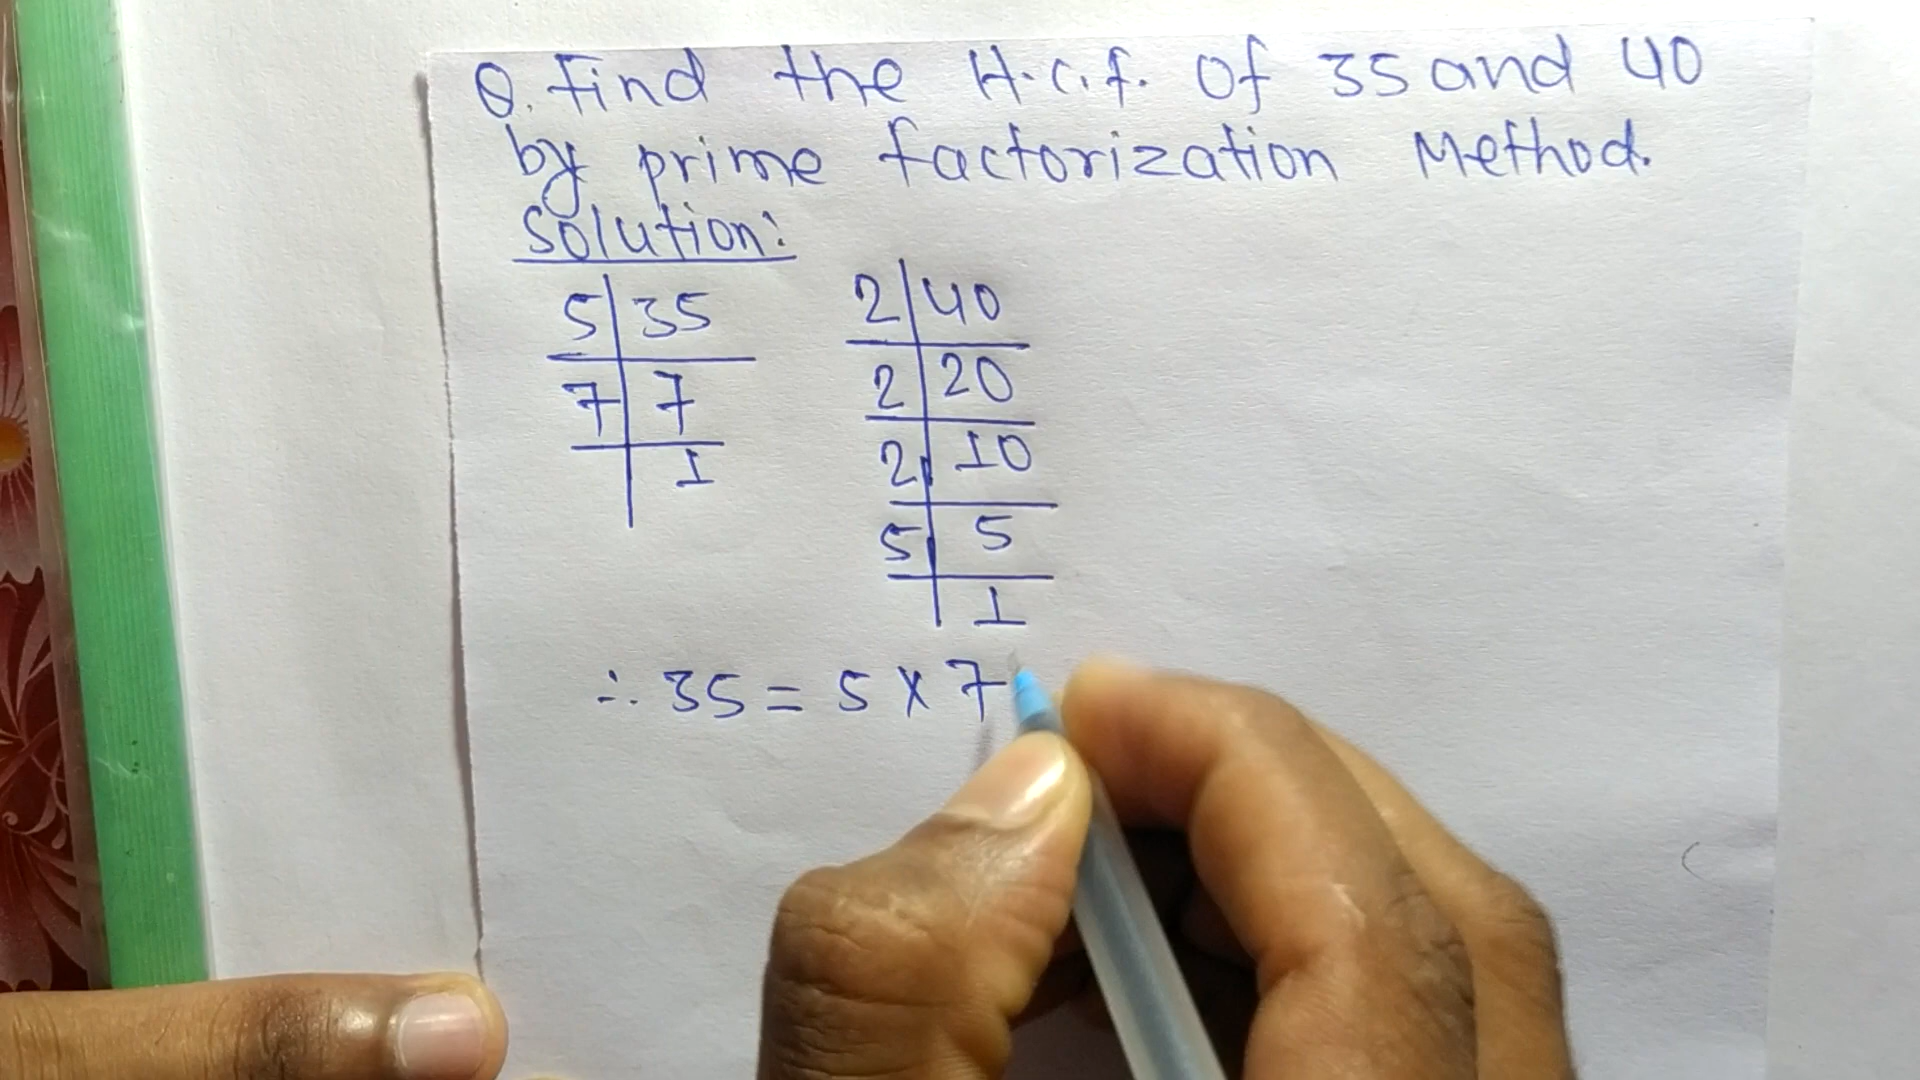 Q. Find the H.C.f. Of 35 and 40
by prime factorization Method.
Solution:
5 | 35
7 | 7
1
2 | 40
2 | 20
2 | 10
5 | 5
1
∴ 35 = 5 × 7